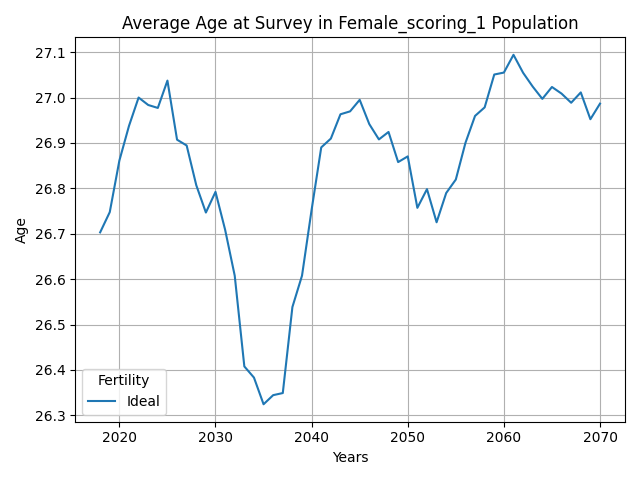 Average Age at Survey in Female_scoring_1 Population
Age
27.1
27.0
26.9
26.8
26.7
26.6
26.5
26.4
26.3
Fertility
Ideal
2020 2030 2040 2050 2060 2070
Years